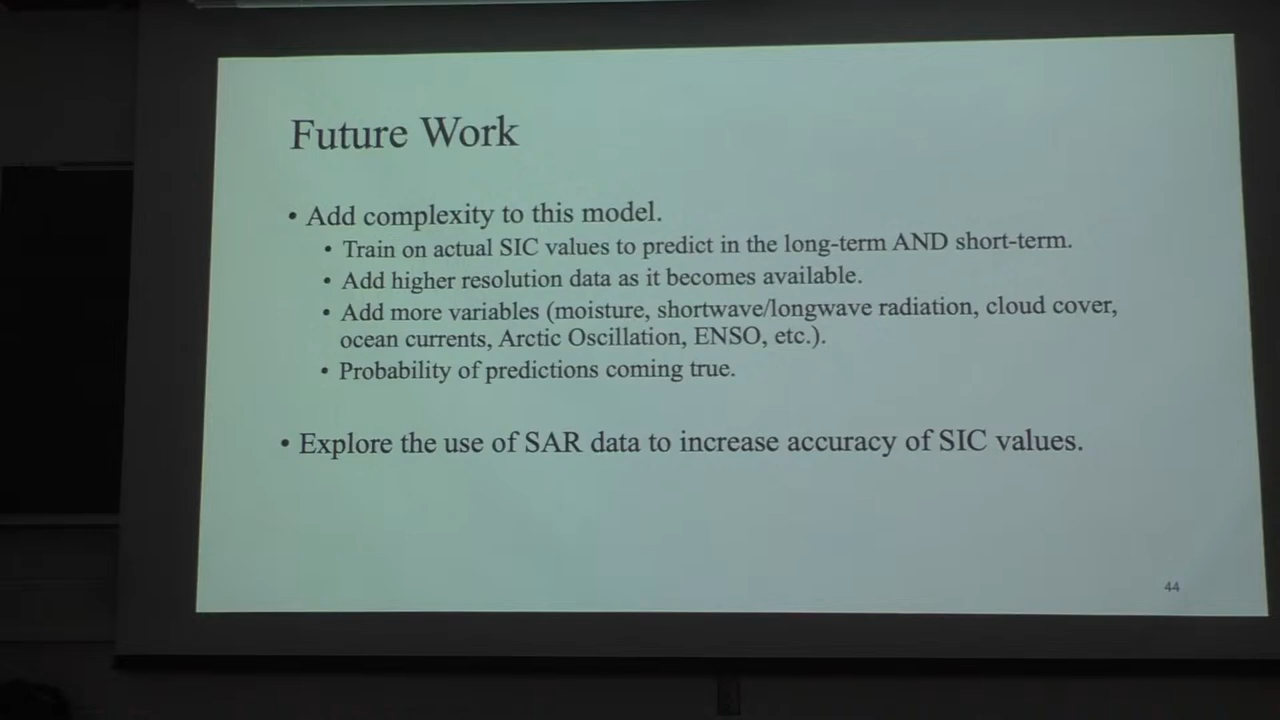 Future Work
• Add complexity to this model.
• Train on actual SIC values to predict in the long-term AND short-term.
• Add higher resolution data as it becomes available.
• Add more variables (moisture, shortwave/longwave radiation, cloud cover,
ocean currents, Arctic Oscillation, ENSO, etc.).
• Probability of predictions coming true.
• Explore the use of SAR data to increase accuracy of SIC values.
44